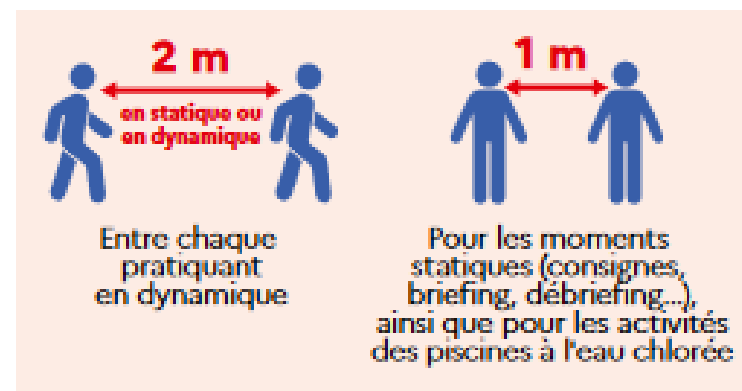 2 m
en statique ou
en dynamique
Entre chaque
pratiquant
en dynamique
1 m
Pour les moments
statiques (consignes,
briefing, débriefing...),
ainsi que pour les activités
des piscines à l'eau chlorée